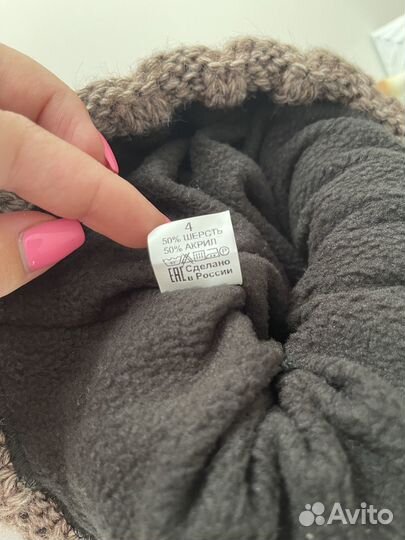 4
50% ШЕРСТЬ
50% АКРИЛ
ЕАС Сделано
в России
Avito